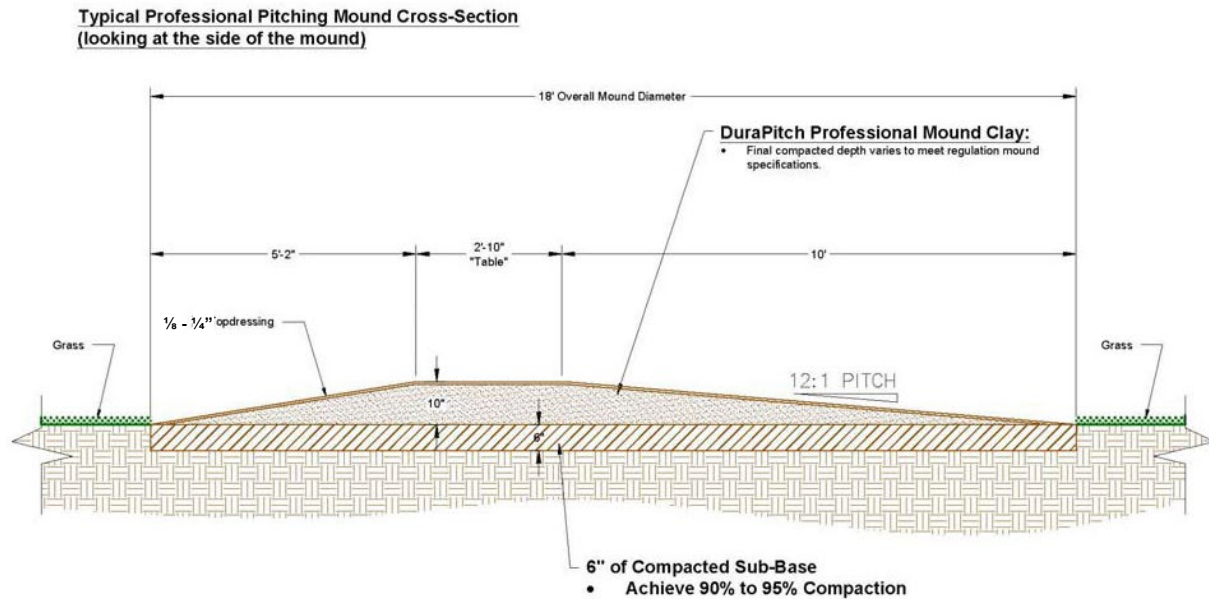 Typical Professional Pitching Mound Cross-Section
(looking at the side of the mound)
18' Overall Mound Diameter
DuraPitch Professional Mound Clay:
• Final compacted depth varies to meet regulation mound
specifications.
5'-2"
2'-10"
"Table"
10'
⅛ - ¼” opdressing
Grass
Grass
12:1 PITCH
10"
6"
6" of Compacted Sub-Base
• Achieve 90% to 95% Compaction